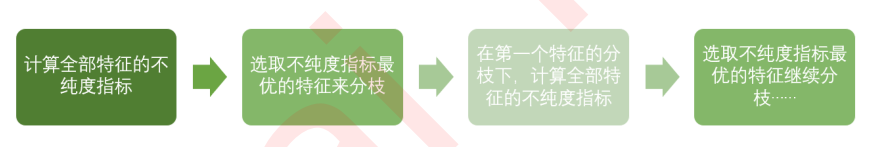 计算全部特征的不
纯度指标
选取不纯度指标最
优的特征来分枝
在第一个特征的分
枝下，计算全部特
征的不纯度指标
选取不纯度指标最
优的特征继续分
枝……